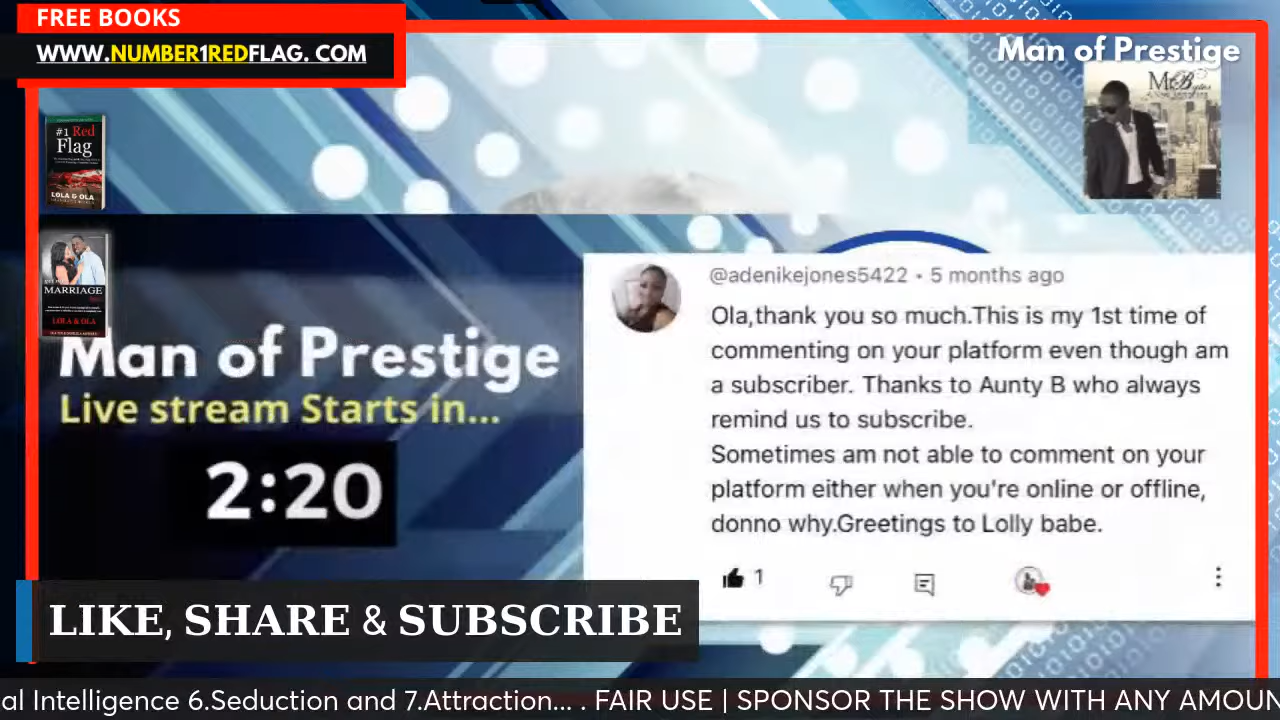 FREE BOOKS
WWW.NUMBER1REDFLAG. COM
Man of Prestige
#1 Red
Flag
LOLA & OLA
MARRIAGE
LOLA & OLA
@adenikejones5422 • 5 months ago
Ola,thank you so much.This is my 1st time of
commenting on your platform even though am
a subscriber. Thanks to Aunty B who always
remind us to subscribe.
Sometimes am not able to comment on your
platform either when you're online or offline,
donno why.Greetings to Lolly babe.
1
Man of Prestige
Live stream Starts in...
2:20
LIKE, SHARE & SUBSCRIBE
al Intelligence 6.Seduction and 7.Attraction... . FAIR USE | SPONSOR THE SHOW WITH ANY AMOUN